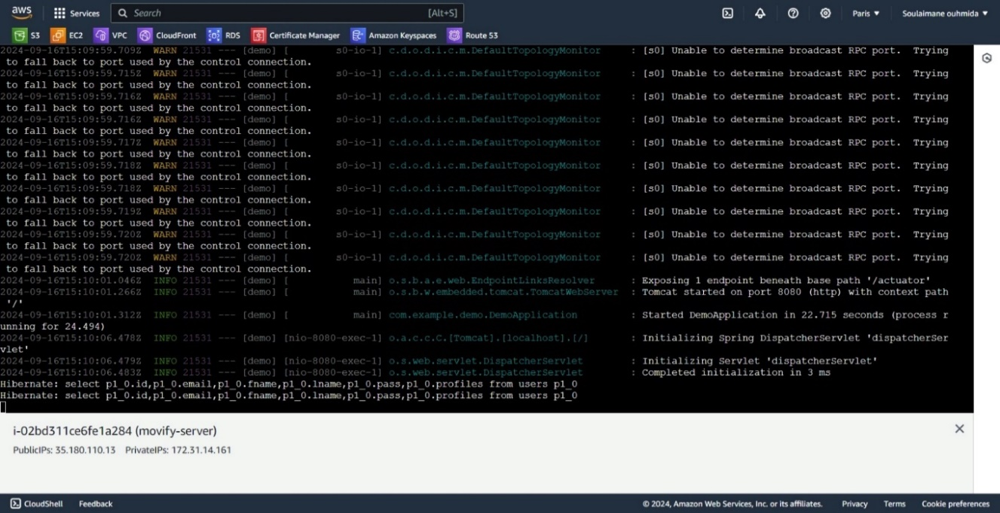 aws Services Search [Alt+S] Paris ▼ Soulaimane ouhmida ▼
S3 EC2 VPC CloudFront RDS Certificate Manager Amazon Keyspaces Route 53
2024-09-16T15:09:59.709Z WARN 21531 --- [demo] [ s0-io-1] c.d.o.d.i.c.m.DefaultTopologyMonitor : [s0] Unable to determine broadcast RPC port. Trying
to fall back to port used by the control connection.
2024-09-16T15:09:59.715Z WARN 21531 --- [demo] [ s0-io-1] c.d.o.d.i.c.m.DefaultTopologyMonitor : [s0] Unable to determine broadcast RPC port. Trying
to fall back to port used by the control connection.
2024-09-16T15:09:59.716Z WARN 21531 --- [demo] [ s0-io-1] c.d.o.d.i.c.m.DefaultTopologyMonitor : [s0] Unable to determine broadcast RPC port. Trying
to fall back to port used by the control connection.
2024-09-16T15:09:59.716Z WARN 21531 --- [demo] [ s0-io-1] c.d.o.d.i.c.m.DefaultTopologyMonitor : [s0] Unable to determine broadcast RPC port. Trying
to fall back to port used by the control connection.
2024-09-16T15:09:59.717Z WARN 21531 --- [demo] [ s0-io-1] c.d.o.d.i.c.m.DefaultTopologyMonitor : [s0] Unable to determine broadcast RPC port. Trying
to fall back to port used by the control connection.
2024-09-16T15:09:59.718Z WARN 21531 --- [demo] [ s0-io-1] c.d.o.d.i.c.m.DefaultTopologyMonitor : [s0] Unable to determine broadcast RPC port. Trying
to fall back to port used by the control connection.
2024-09-16T15:09:59.718Z WARN 21531 --- [demo] [ s0-io-1] c.d.o.d.i.c.m.DefaultTopologyMonitor : [s0] Unable to determine broadcast RPC port. Trying
to fall back to port used by the control connection.
2024-09-16T15:09:59.719Z WARN 21531 --- [demo] [ s0-io-1] c.d.o.d.i.c.m.DefaultTopologyMonitor : [s0] Unable to determine broadcast RPC port. Trying
to fall back to port used by the control connection.
2024-09-16T15:09:59.720Z WARN 21531 --- [demo] [ s0-io-1] c.d.o.d.i.c.m.DefaultTopologyMonitor : [s0] Unable to determine broadcast RPC port. Trying
to fall back to port used by the control connection.
2024-09-16T15:09:59.720Z WARN 21531 --- [demo] [ s0-io-1] c.d.o.d.i.c.m.DefaultTopologyMonitor : [s0] Unable to determine broadcast RPC port. Trying
to fall back to port used by the control connection.
2024-09-16T15:10:01.046Z INFO 21531 --- [demo] [ main] o.s.b.a.e.web.EndpointLinksResolver : Exposing 1 endpoint beneath base path '/actuator'
2024-09-16T15:10:01.266Z INFO 21531 --- [demo] [ main] o.s.b.w.embedded.tomcat.TomcatWebServer : Tomcat started on port 8080 (http) with context path
'/'
2024-09-16T15:10:01.312Z INFO 21531 --- [demo] [ main] com.example.demo.DemoApplication : Started DemoApplication in 22.715 seconds (process r
unning for 24.494)
2024-09-16T15:10:06.478Z INFO 21531 --- [demo] [nio-8080-exec-1] o.a.c.c.C.[Tomcat].[localhost].[/] : Initializing Spring DispatcherServlet 'dispatcherSer
vlet'
2024-09-16T15:10:06.479Z INFO 21531 --- [demo] [nio-8080-exec-1] o.s.web.servlet.DispatcherServlet : Initializing Servlet 'dispatcherServlet'
2024-09-16T15:10:06.483Z INFO 21531 --- [demo] [nio-8080-exec-1] o.s.web.servlet.DispatcherServlet : Completed initialization in 3 ms
Hibernate: select p1_0.id,p1_0.email,p1_0.fname,p1_0.lname,p1_0.pass,p1_0.profiles from users p1_0
Hibernate: select p1_0.id,p1_0.email,p1_0.fname,p1_0.lname,p1_0.pass,p1_0.profiles from users p1_0
i-02bd311ce6fe1a284 (movify-server)
PublicIPs: 35.180.110.13 PrivateIPs: 172.31.14.161
CloudShell Feedback © 2024, Amazon Web Services, Inc. or its affiliates. Privacy Terms Cookie preferences